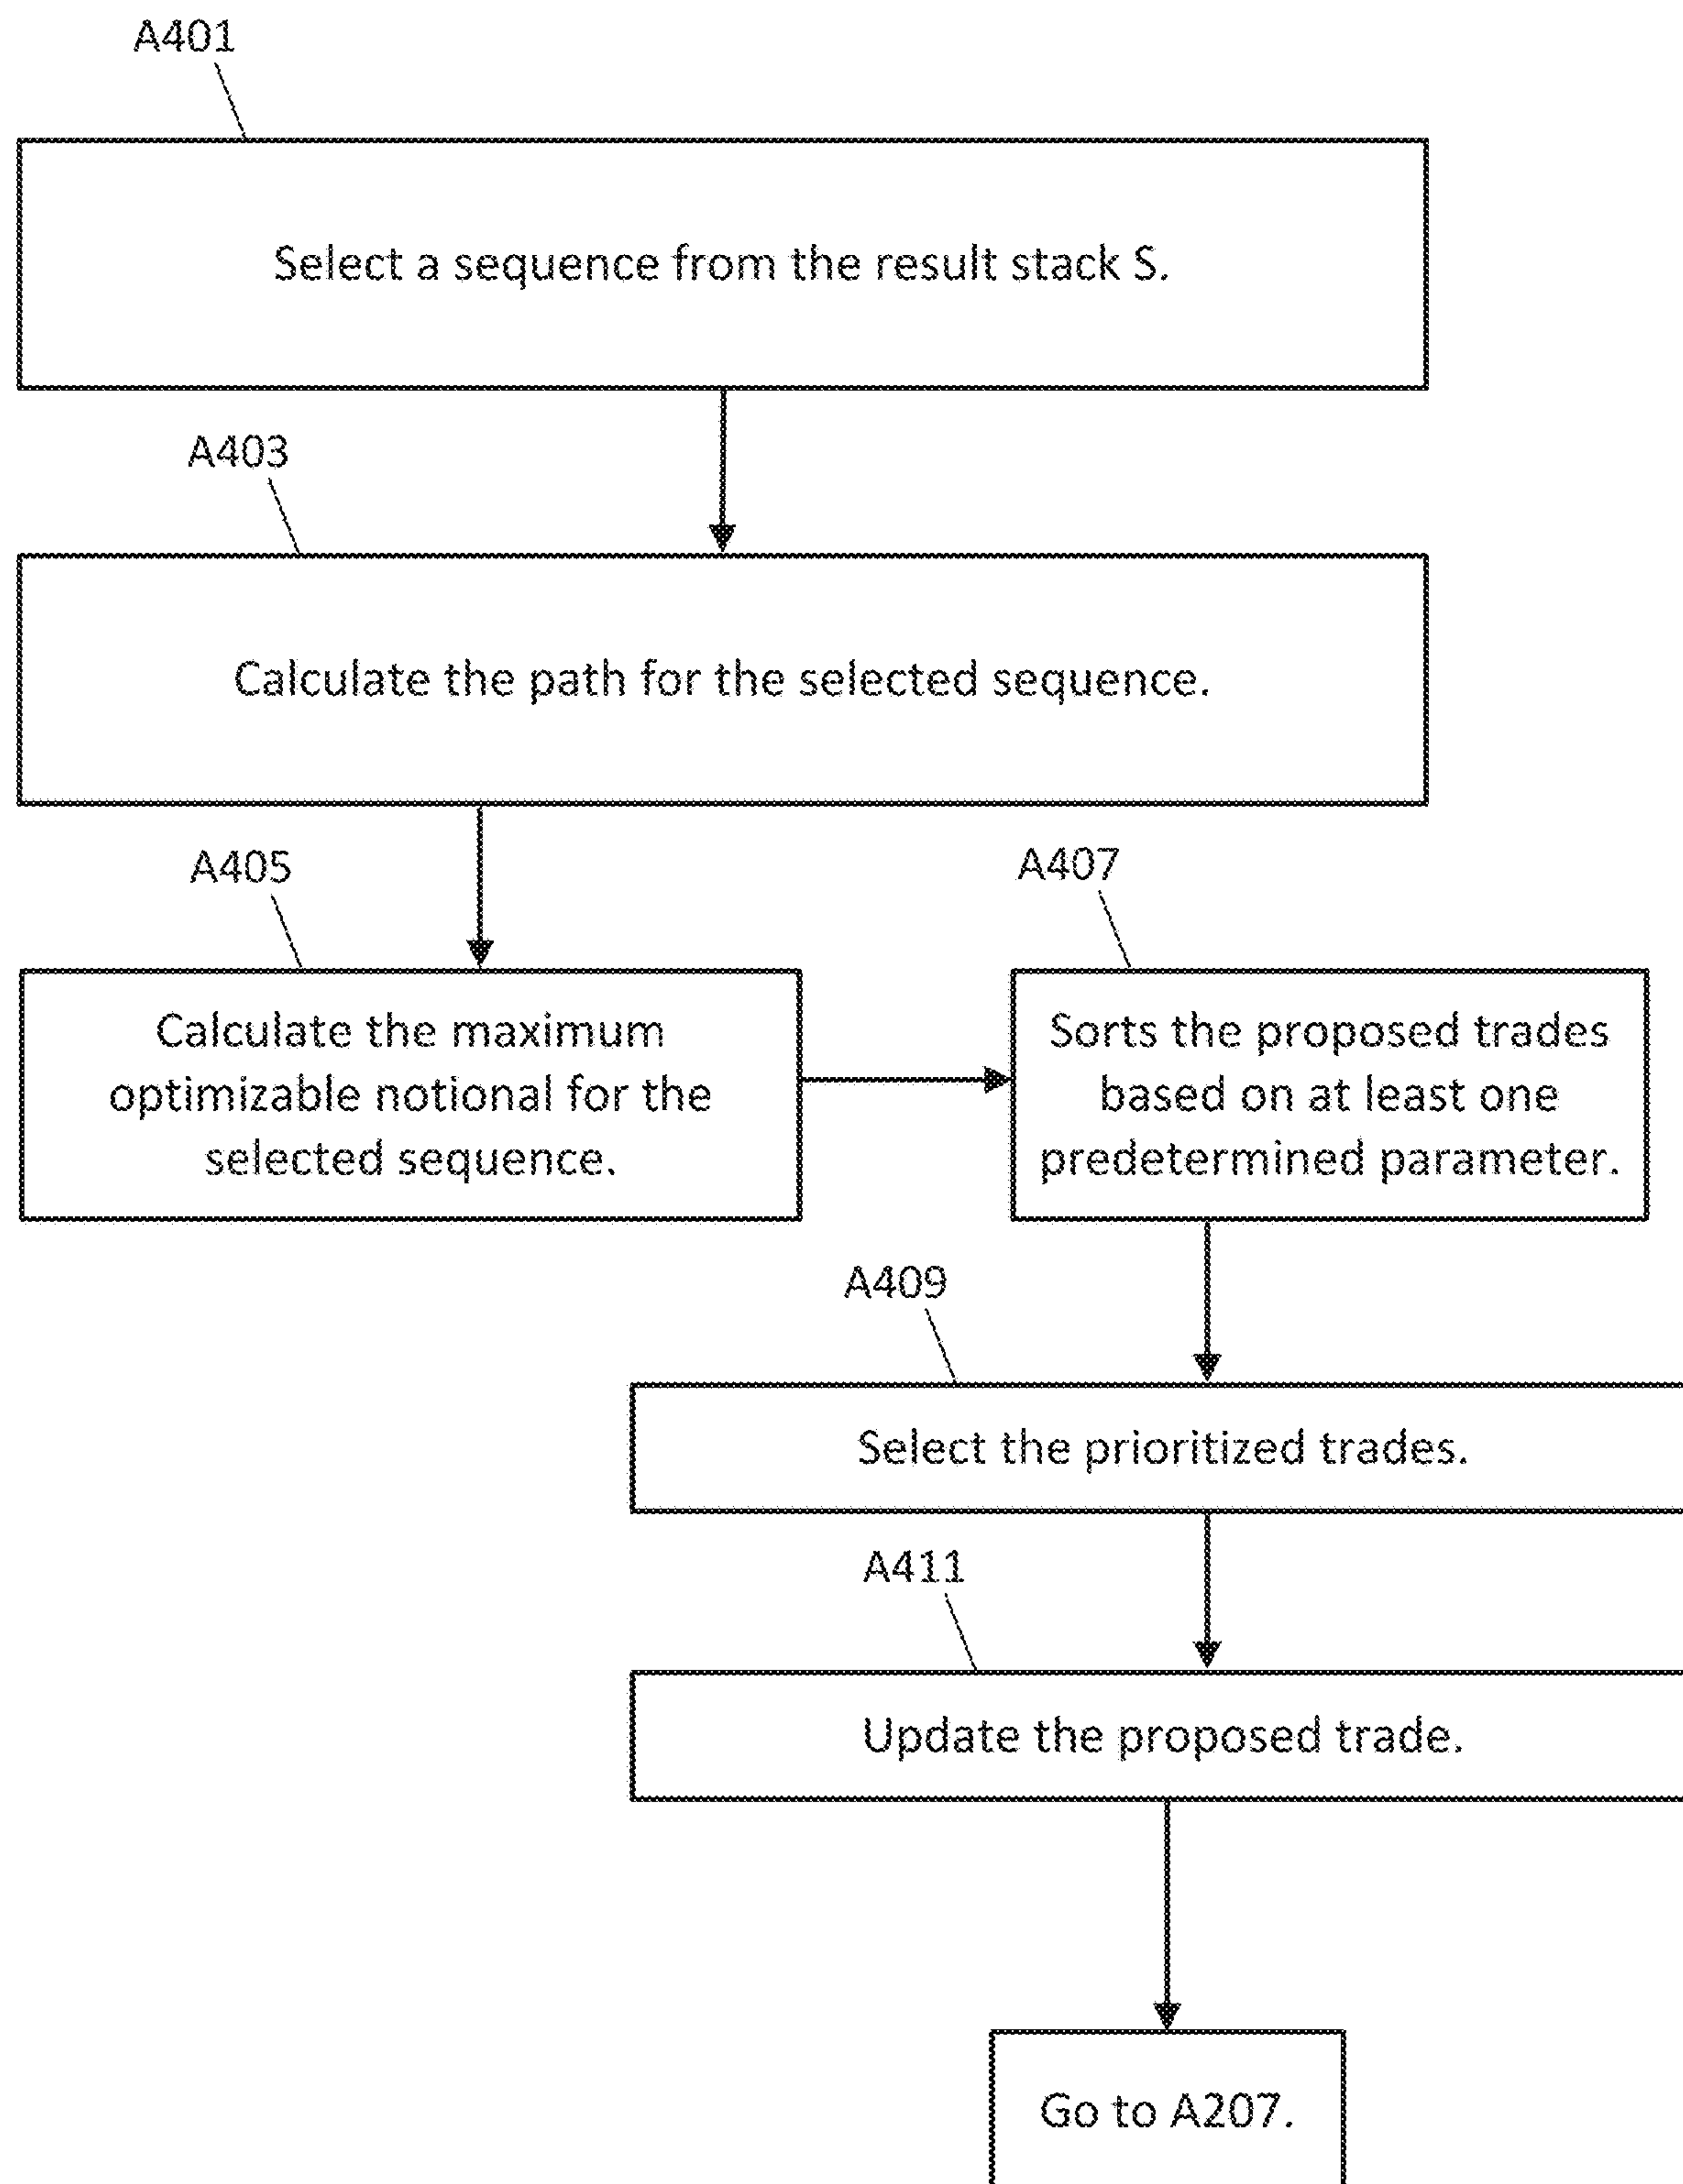 A401
Select a sequence from the result stack S.
A403
Calculate the path for the selected sequence.
A405
Calculate the maximum
optimizable notional for the
selected sequence.
A407
Sorts the proposed trades
based on at least one
predetermined parameter.
A409
Select the prioritized trades.
A411
Update the proposed trade.
Go to A207.